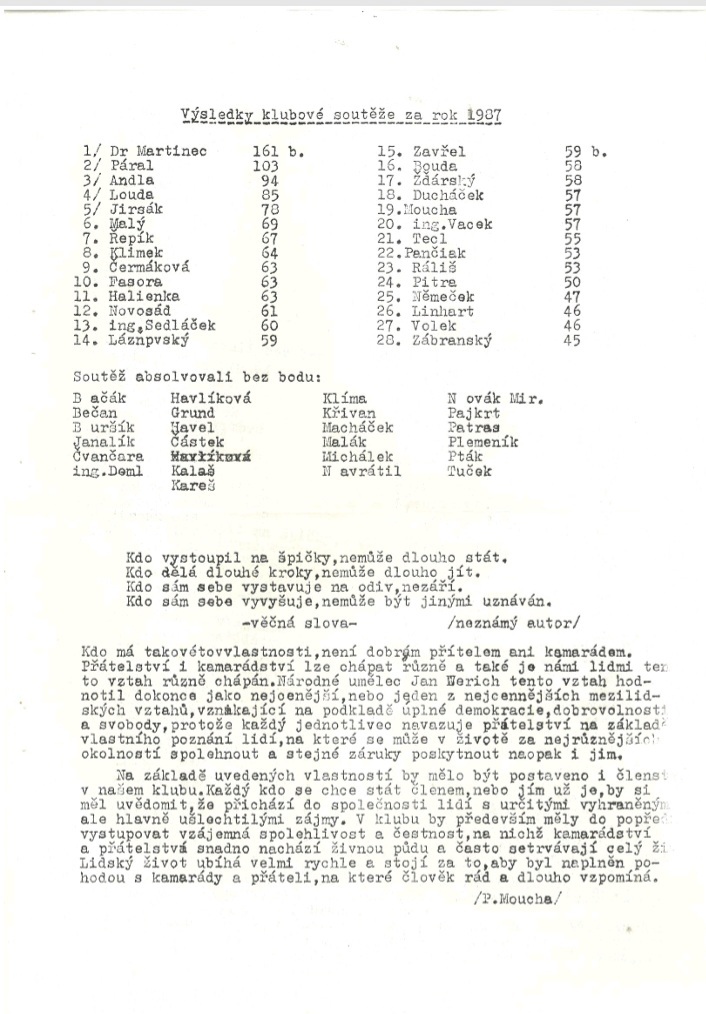 Výsledky klubové soutěže za rok 1987
1/ Dr Martinec 161 b. 15. Zavřel 59 b.
2/ Páral 103 16. Bouda 58
3/ Andla 94 17. Ždárský 58
4/ Louda 85 18. Ducháček 57
5/ Jirsák 78 19.Moucha 57
6. Malý 69 20. ing.Vacek 57
7. Řepík 67 21. Tecl 55
8. Klimek 64 22.Pančiak 53
9. Čermáková 63 23. Ráliš 53
10. Fasora 63 24. Pitra 50
11. Halienka 63 25. Němeček 47
12. Novosád 61 26. Linhart 46
13. ing.Sedláček 60 27. Volek 46
14. Láznpvský 59 28. Zábranský 45
Soutěž absolvovali bez bodu:
B ačák Havlíková Klíma N ovák Mir.
Bečan Grund Křivan Pajkrt
B uršík Havel Macháček Patras
Janalík Částek Malák Plemeník
Čvančara Havlíková Michálek Pták
ing.Deml Kalaš N avrátil Tuček
Kareš
Kdo vystoupil na špičky,nemůže dlouho stát.
Kdo dělá dlouhé kroky,nemůže dlouho jít.
Kdo sám sebe vystavuje na odiv,nezáří.
Kdo sám sebe vyvyšuje,nemůže být jinými uznáván.
-věčná slova- /neznámý autor/
Kdo má takovétovvlastnosti,není dobrým přítelem ani kamarádem.
Přátelství i kamarádství lze chápat různě a také je námi lidmi ten
to vztah různě chápán.Národné umělec Jan Werich tento vztah hod-
notil dokonce jako nejcenější,nebo jeden z nejcennějších mezilid-
ských vztahů,vznákající na podkladě úplné demokracie,dobrovolnosti
a svobody,protože každý jednotlivec navazuje přátelství na základě
vlastního poznání lidí,na které se může v životě za nejrůznějších
okolností spolehnout a stejné záruky poskytnout naopak i jim.
Na základě uvedených vlastností by mělo být postaveno i členst
v našem klubu.Každý kdo se chce stát členem,nebo jím už je,by si
měl uvědomit,že přichází do společnosti lidí s určitými vyhraněným
ale hlavně ušlechtilými zájmy. V klubu by především měly do popřed
vystupovat vzájemná spolehlivost a čestnost,na nichž kamarádství
a přátelstvá snadno nachází živnou půdu a často setrvávají celý ži
Lidský život ubíhá velmi rychle a stojí za to,aby byl naplněn po-
hodou s kamarády a přáteli,na které člověk rád a dlouho vzpomíná.
/P.Moucha/